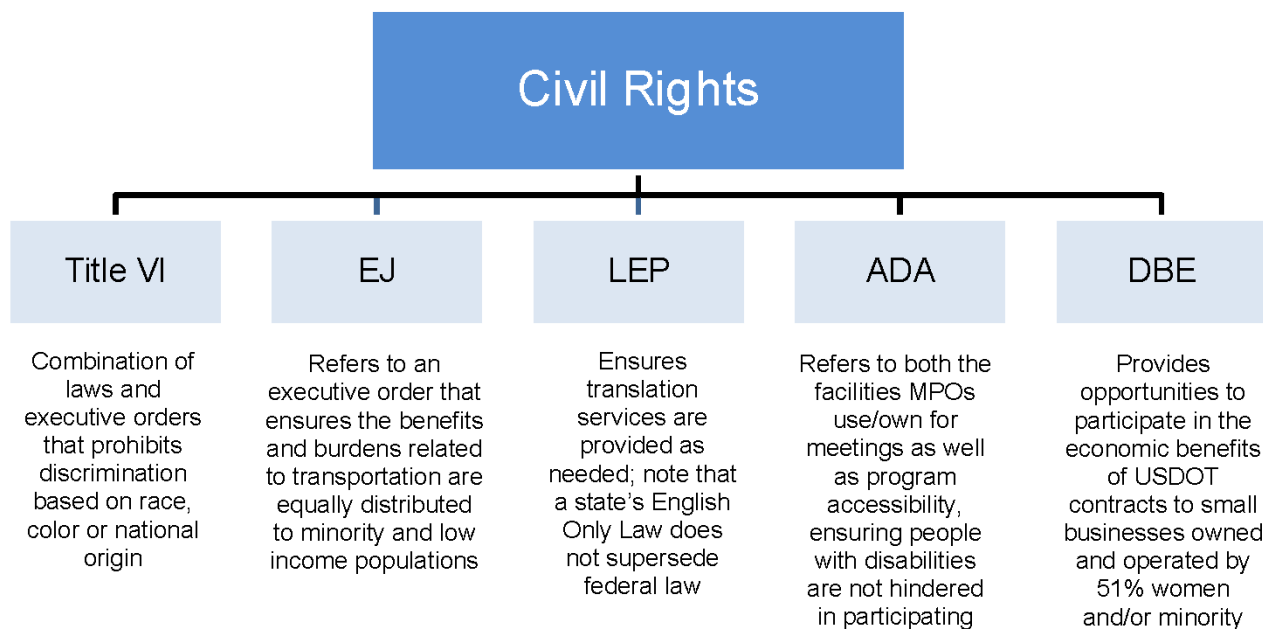 Civil Rights
Title VI
EJ
LEP
ADA
DBE
Combination of
laws and
executive orders
that prohibits
discrimination
based on race,
color or national
origin
Refers to an
executive order that
ensures the benefits
and burdens related
to transportation are
equally distributed
to minority and low
income populations
Ensures
translation
services are
provided as
needed; note that
a state's English
Only Law does
not supersede
federal law
Refers to both the
facilities MPOs
use/own for
meetings as well
as program
accessibility,
ensuring people
with disabilities
are not hindered
in participating
Provides
opportunities to
participate in the
economic benefits
of USDOT
contracts to small
businesses owned
and operated by
51% women
and/or minority